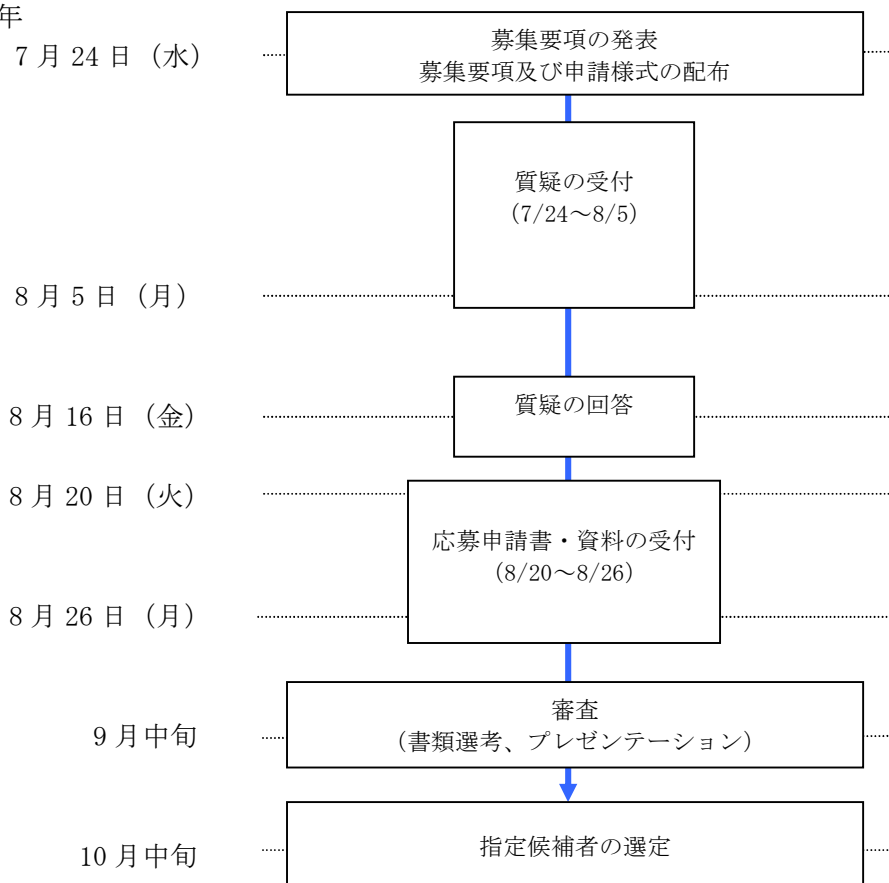 年
7 月 24 日（水）
募集要項の発表
募集要項及び申請様式の配布
質疑の受付
（7/24～8/5）
8 月 5 日（月）
8 月 16 日（金）
質疑の回答
8 月 20 日（火）
応募申請書・資料の受付
（8/20～8/26）
8 月 26 日（月）
9 月中旬
審査
（書類選考、プレゼンテーション）
10 月中旬
指定候補者の選定